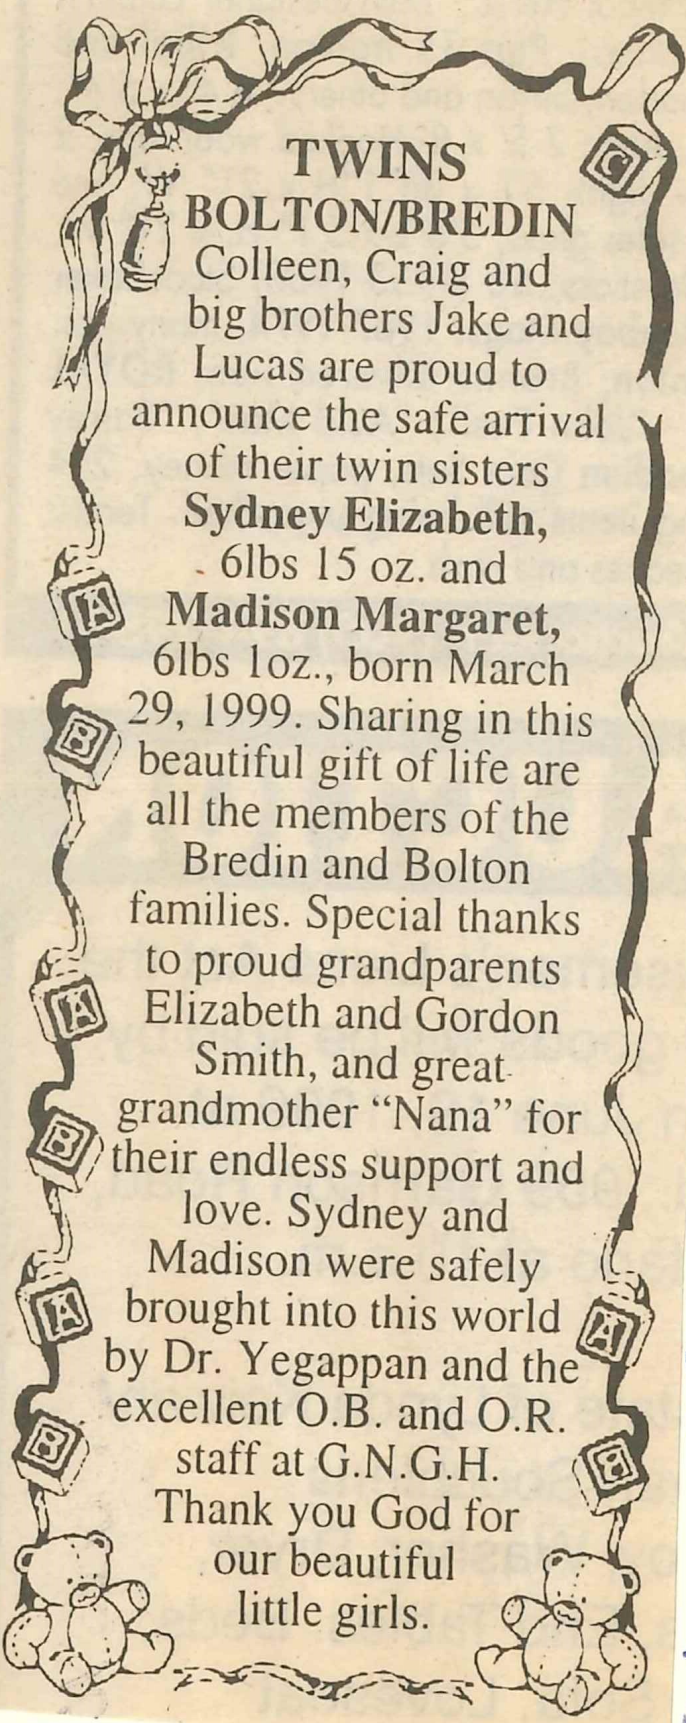 TWINS
BOLTON/BREDIN
Colleen, Craig and
big brothers Jake and
Lucas are proud to
announce the safe arrival
of their twin sisters
Sydney Elizabeth,
6lbs 15 oz. and
Madison Margaret,
6lbs 1oz., born March
29, 1999. Sharing in this
beautiful gift of life are
all the members of the
Bredin and Bolton
families. Special thanks
to proud grandparents
Elizabeth and Gordon
Smith, and great
grandmother “Nana” for
their endless support and
love. Sydney and
Madison were safely
brought into this world
by Dr. Yegappan and the
excellent O.B. and O.R.
staff at G.N.G.H.
Thank you God for
our beautiful
little girls.
C
A
B
A
B
A
B
A
B